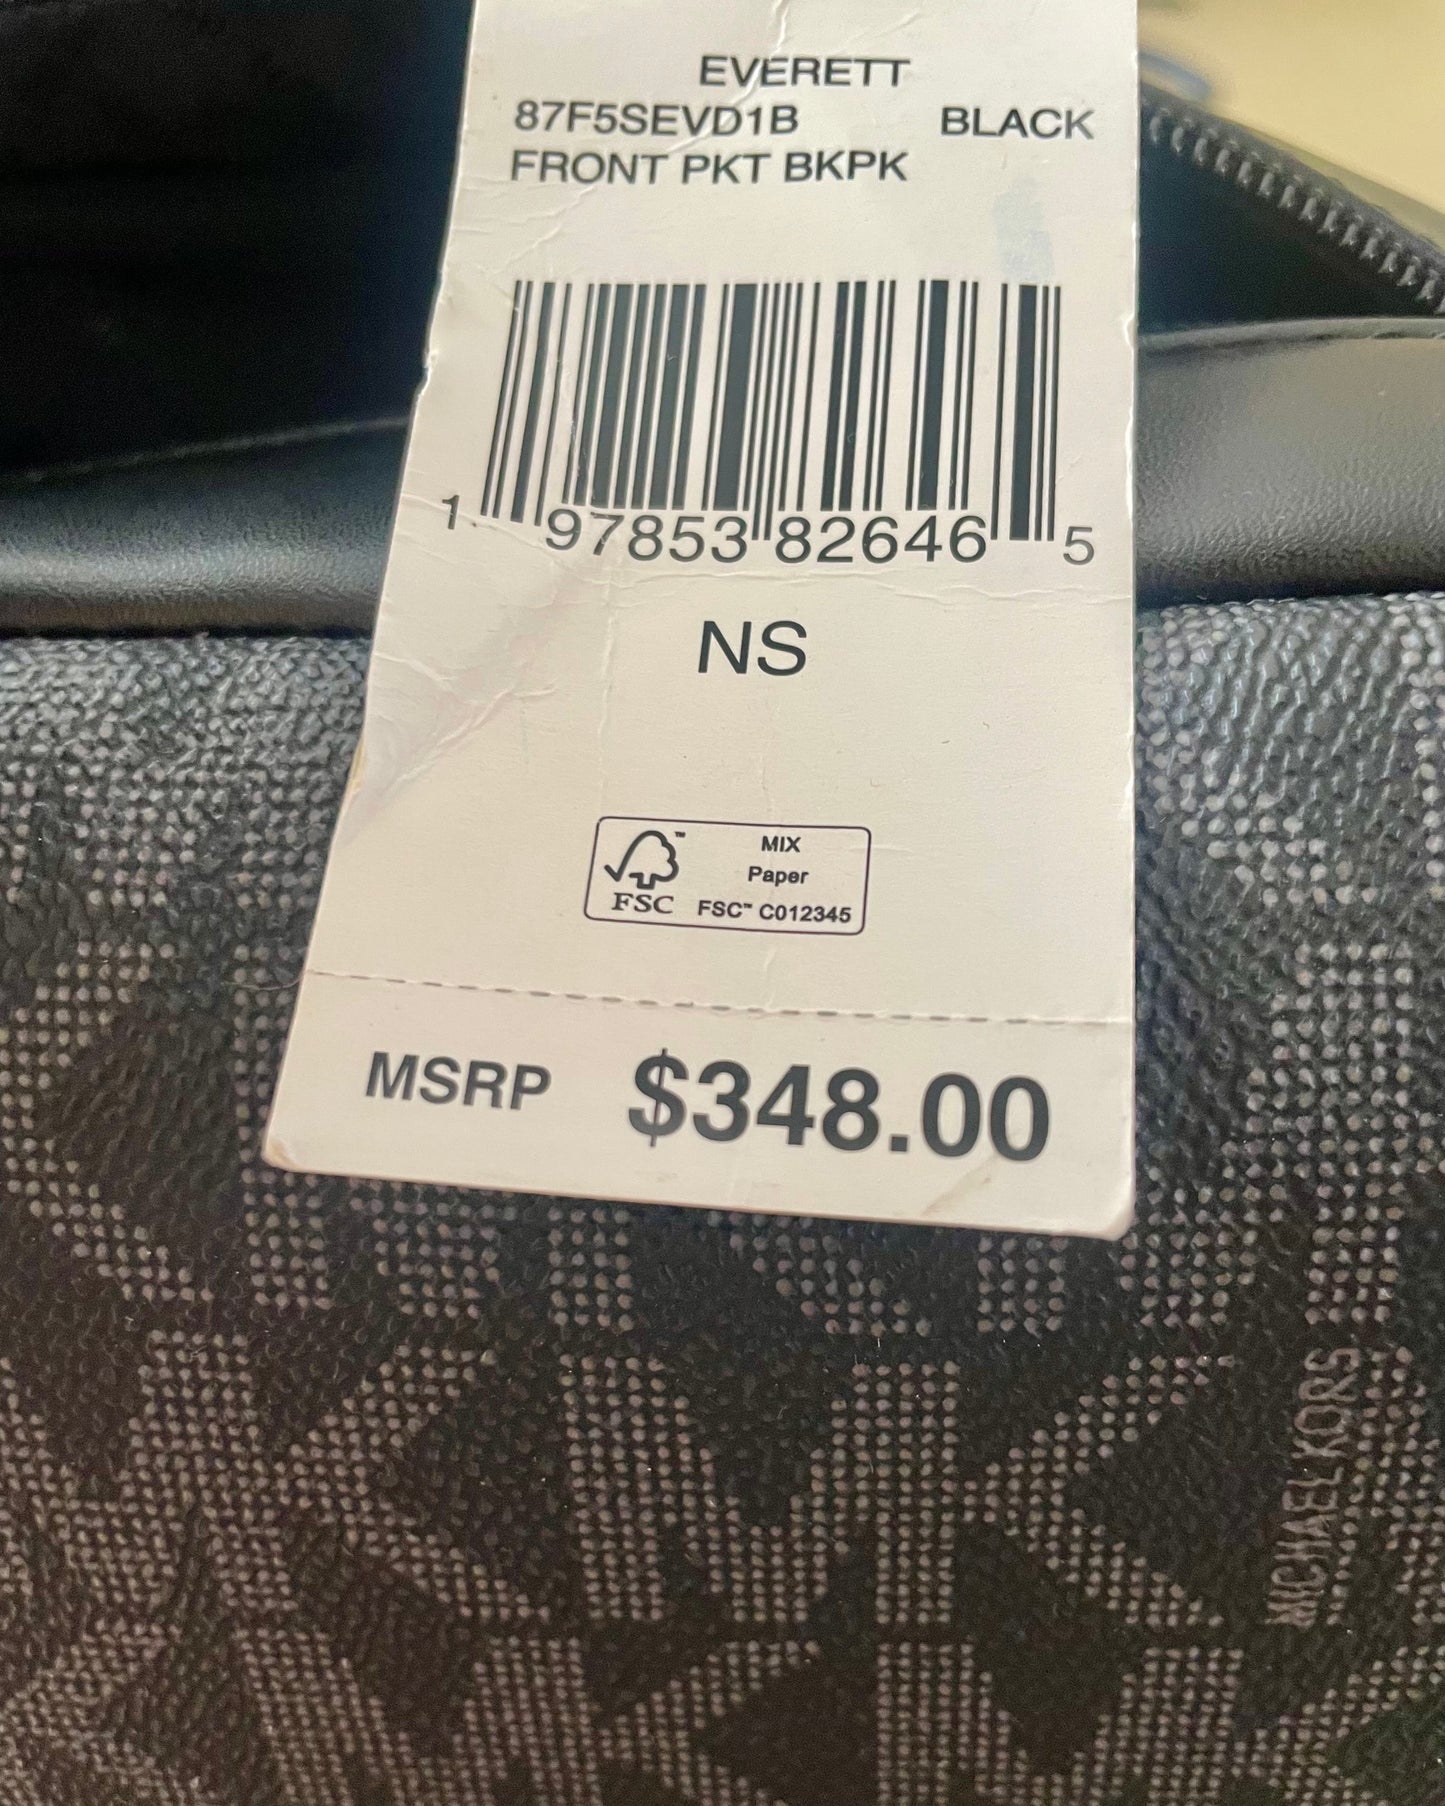 EVERETT
87F5SEVD1B BLACK
FRONT PKT BKPK
1 97853 82646 5
NS
FSC™ MIX
Paper
FSC™ C012345
MSRP $348.00
MICHAEL KORS